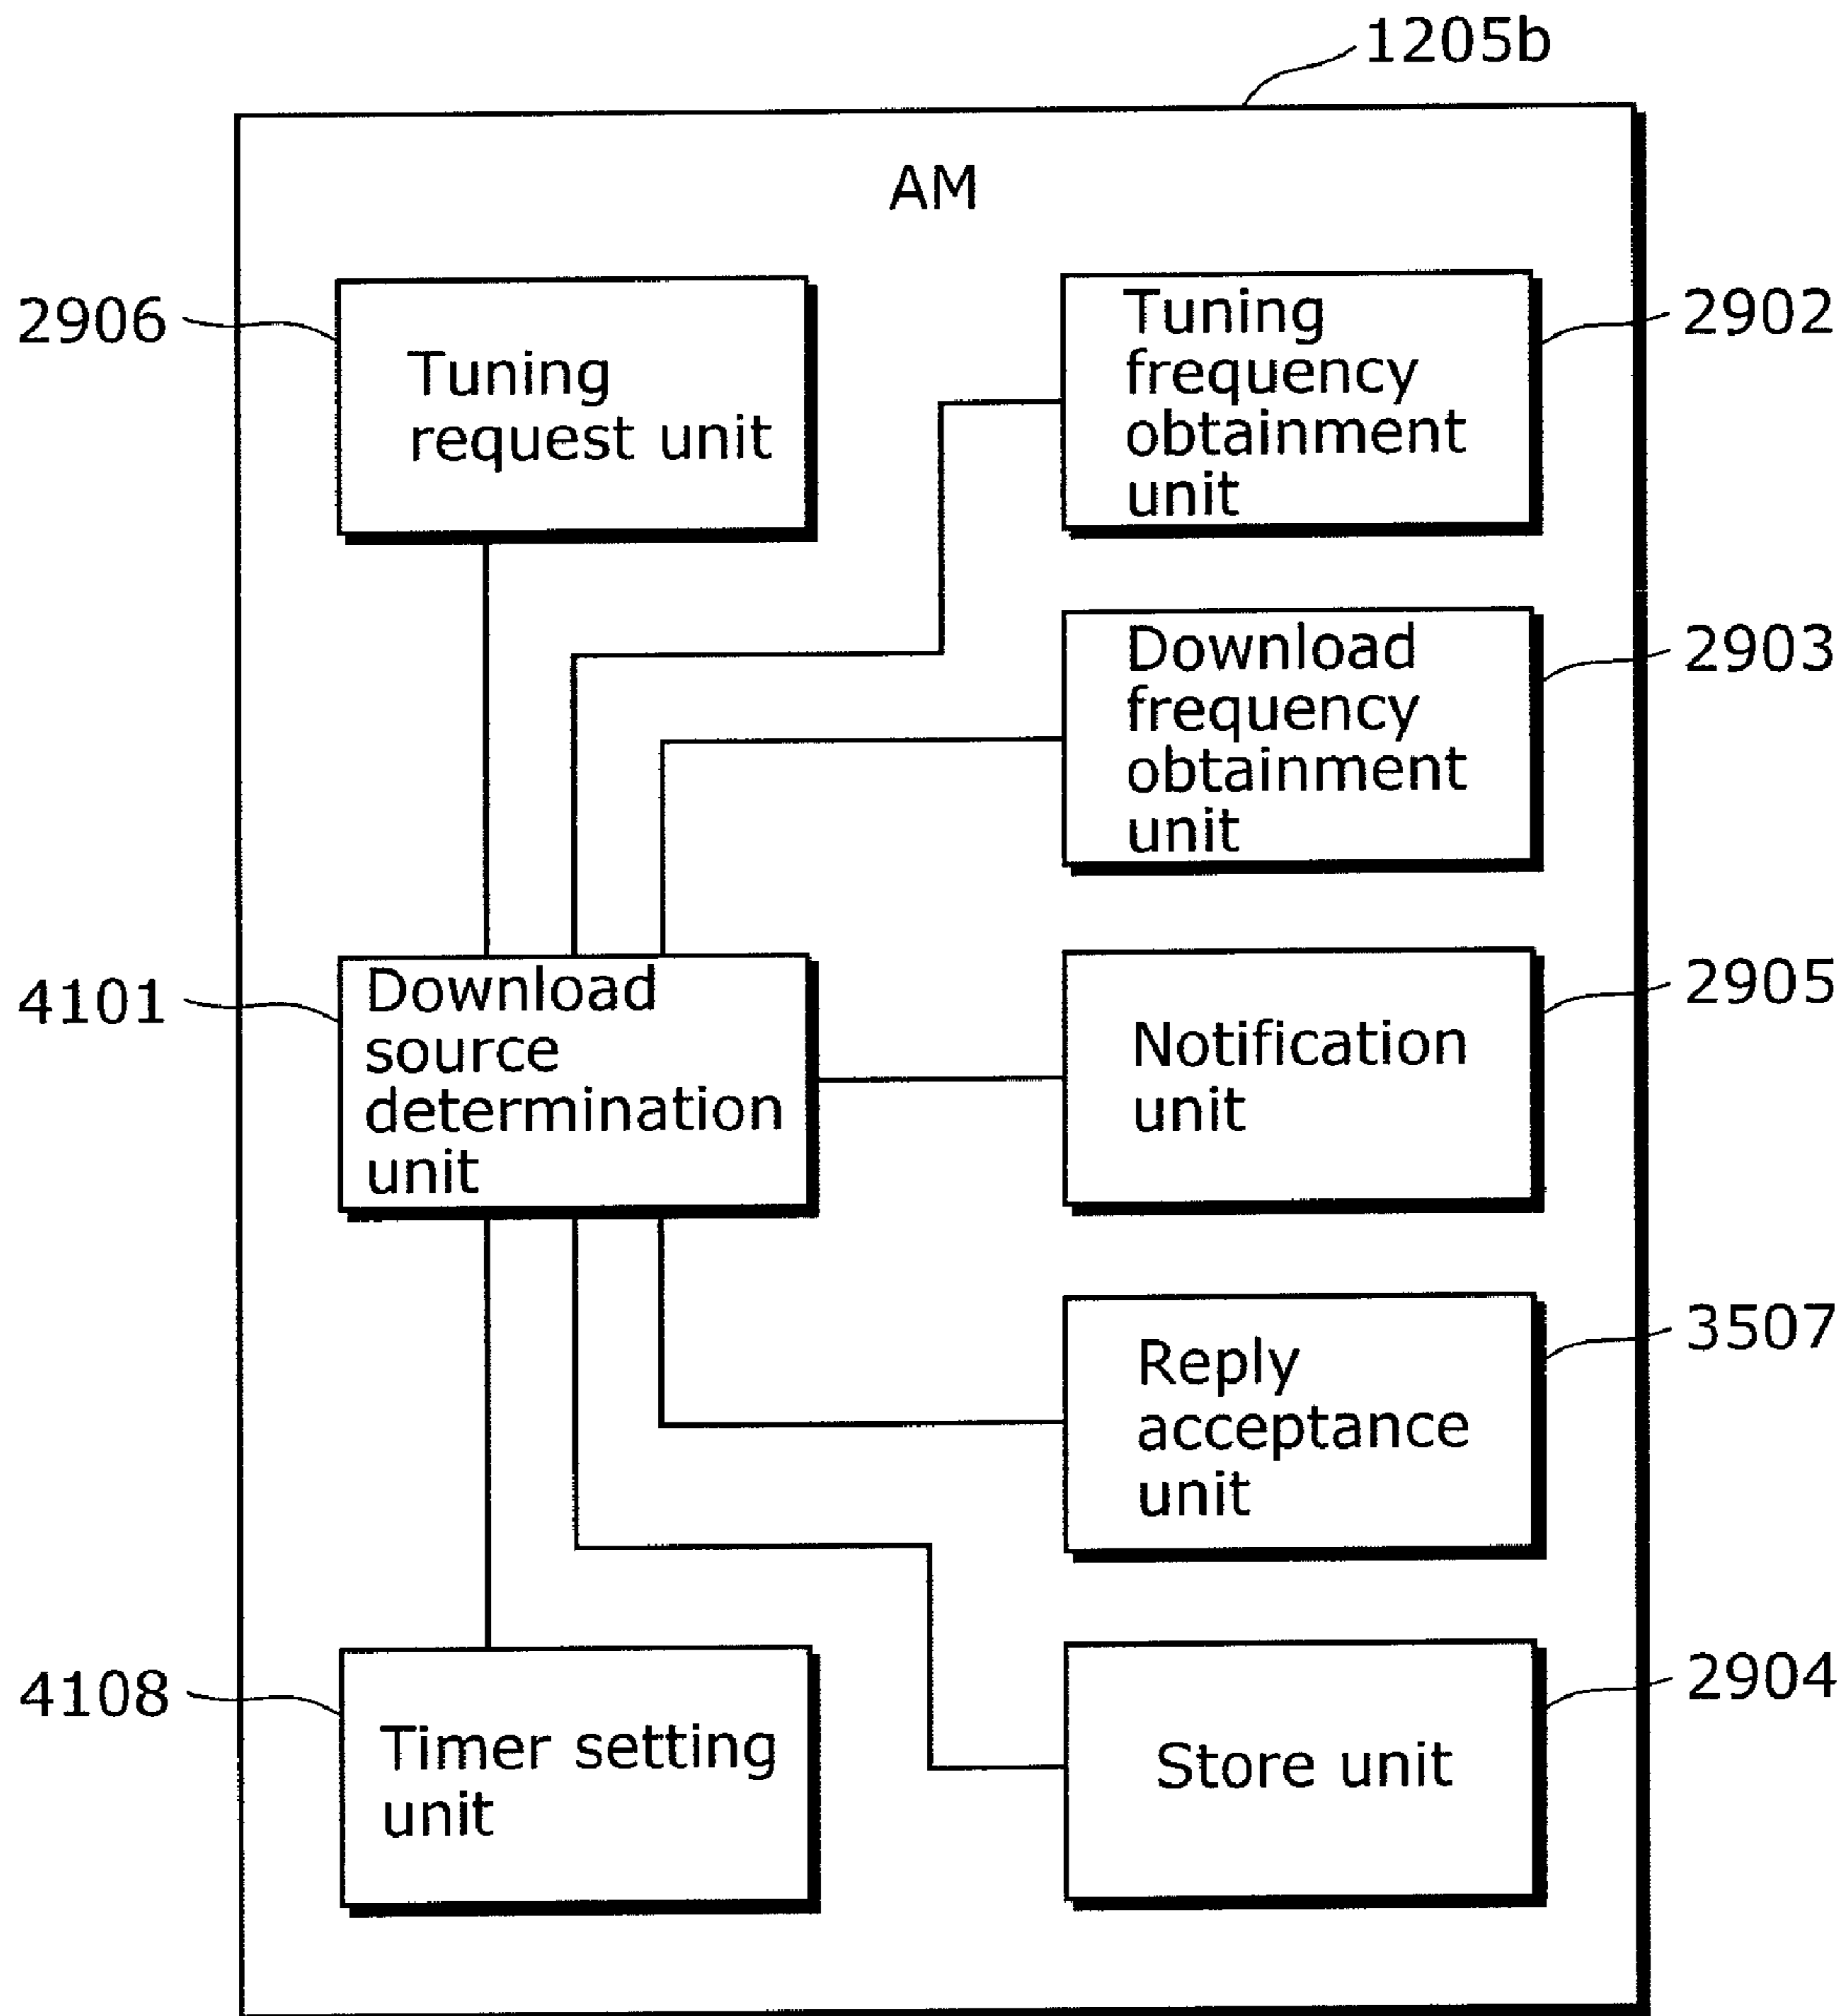 1205b
AM
2906
Tuning
request unit
Tuning
frequency
obtainment
unit
2902
Download
frequency
obtainment
unit
2903
4101
Download
source
determination
unit
Notification
unit
2905
Reply
acceptance
unit
3507
4108
Timer setting
unit
Store unit
2904